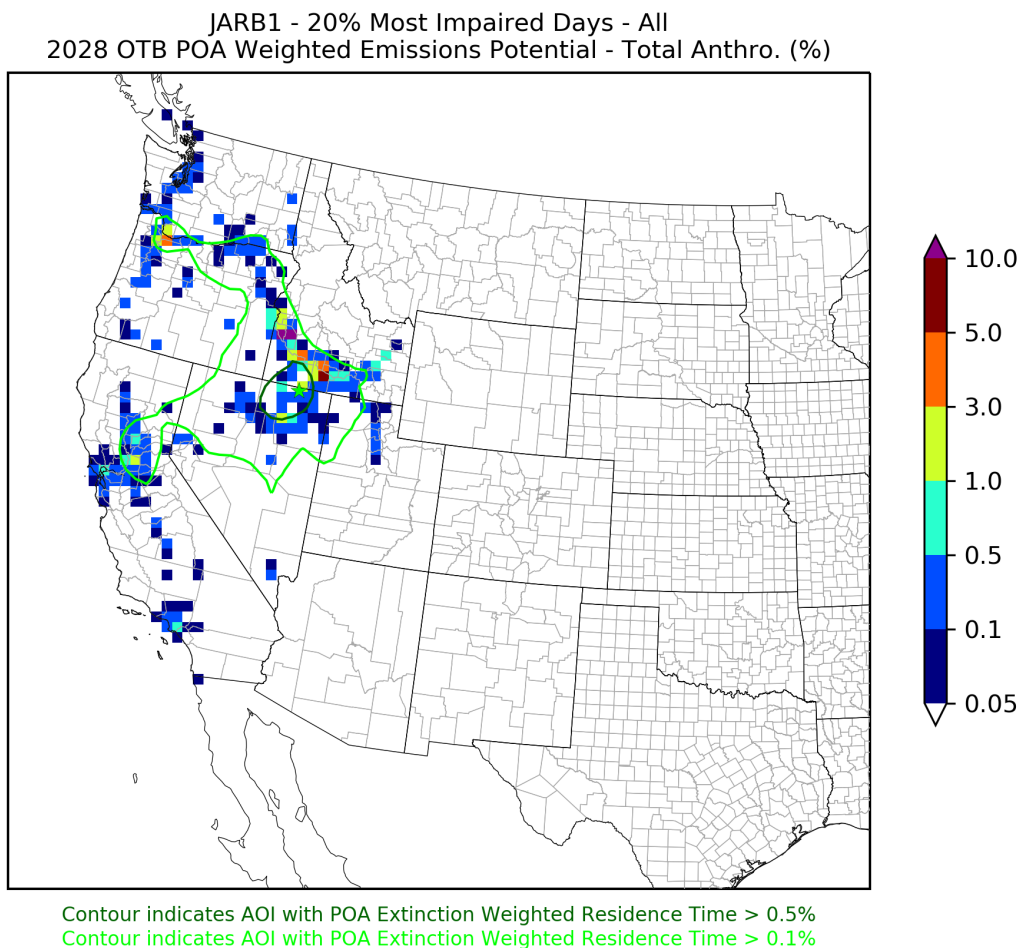 JARB1 - 20% Most Impaired Days - All
2028 OTB POA Weighted Emissions Potential - Total Anthro. (%)
10.0
5.0
3.0
1.0
0.5
0.1
0.05
Contour indicates AOI with POA Extinction Weighted Residence Time > 0.5%
Contour indicates AOI with POA Extinction Weighted Residence Time > 0.1%